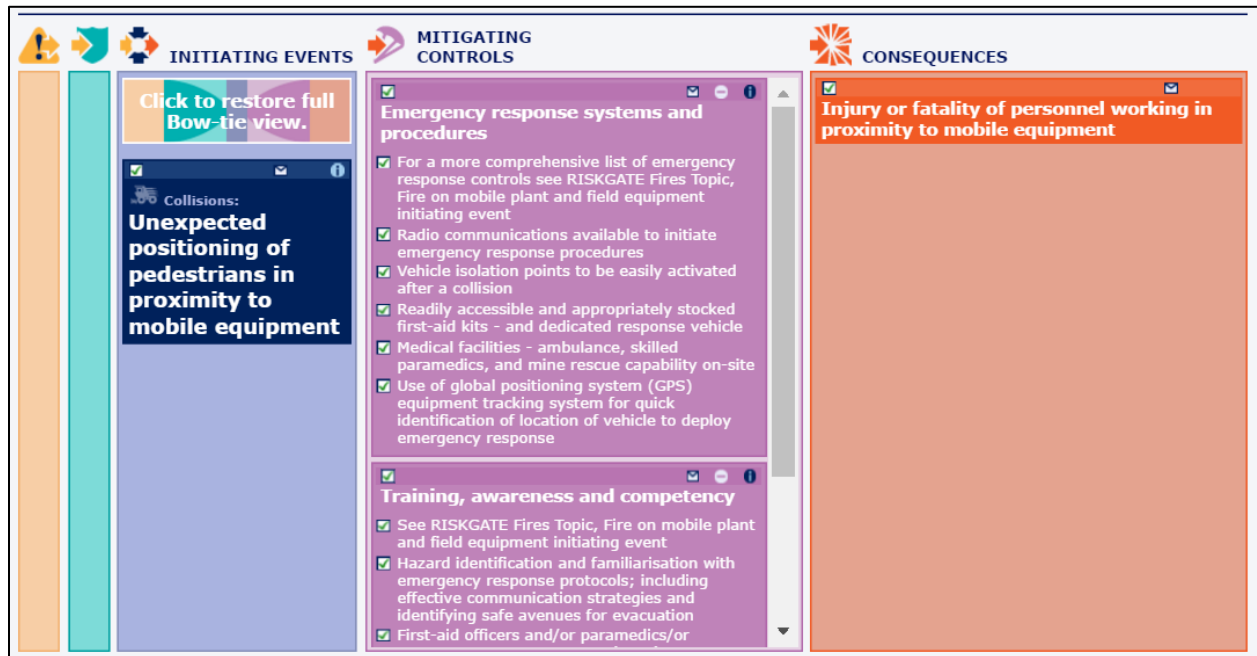 INITIATING EVENTS
MITIGATING
CONTROLS
CONSEQUENCES
Click to restore full
Bow-tie view.
Collisions:
Unexpected
positioning of
pedestrians in
proximity to
mobile equipment
Emergency response systems and
procedures
For a more comprehensive list of emergency
response controls see RISKGATE Fires Topic,
Fire on mobile plant and field equipment
initiating event
Radio communications available to initiate
emergency response procedures
Vehicle isolation points to be easily activated
after a collision
Readily accessible and appropriately stocked
first-aid kits - and dedicated response vehicle
Medical facilities - ambulance, skilled
paramedics, and mine rescue capability on-site
Use of global positioning system (GPS)
equipment tracking system for quick
identification of location of vehicle to deploy
emergency response
Training, awareness and competency
See RISKGATE Fires Topic, Fire on mobile plant
and field equipment initiating event
Hazard identification and familiarisation with
emergency response protocols; including
effective communication strategies and
identifying safe avenues for evacuation
First-aid officers and/or paramedics/or
Injury or fatality of personnel working in
proximity to mobile equipment